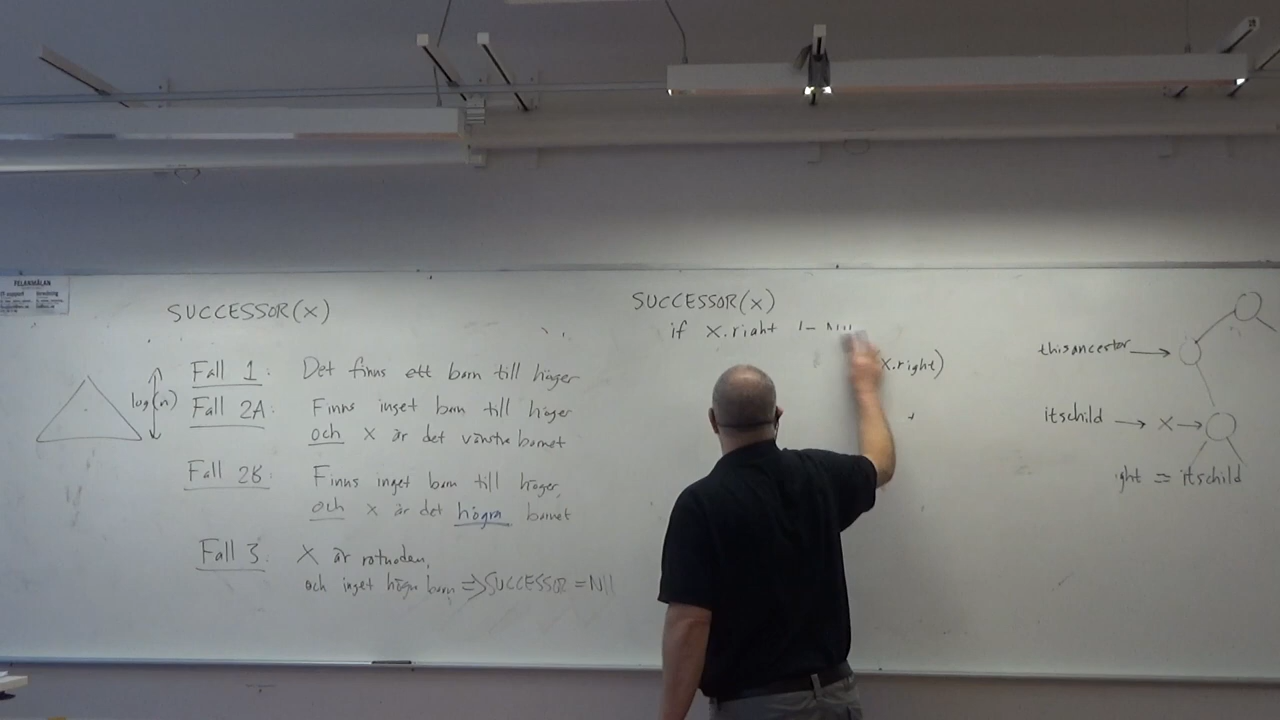 FELANMÄLAN
SUCCESSOR(x)
log(n)
Fall 1: Det finns ett barn till höger
Fall 2A: Finns inget barn till höger
och X är det vänstra barnet
Fall 2B: Finns inget barn till höger,
och X är det högra barnet
Fall 3: X är rotnoden,
och inget högra barn => SUCCESSOR = NIL
SUCCESSOR(x)
if X.right
X.right)
thisancestor
itschild → X →
ight = itschild